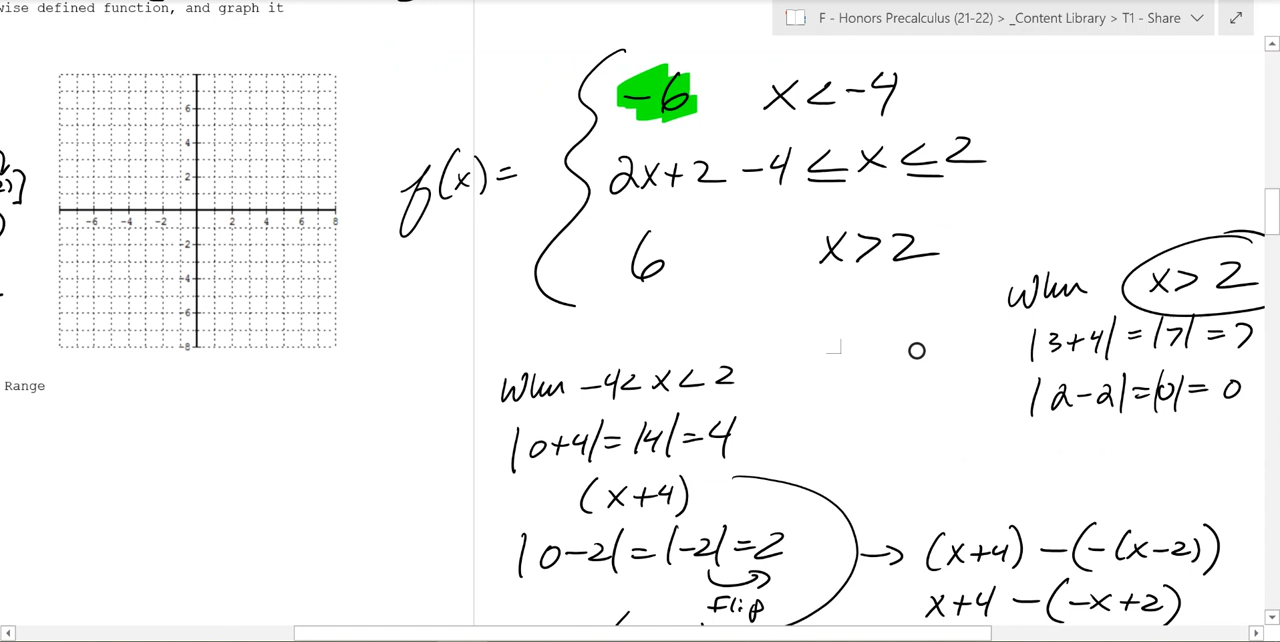 wise defined function, and graph it
F - Honors Precalculus (21-22) > _Content Library > T1 - Share
6
4
2
-6 -4 -2 2 4 6 8
-2
-4
-6
-8
Range
f(x)=
-6 x<-4
2x+2 -4≤x≤2
6 x>2
When x>2
|3+4|=|7|=7
|2-2|=|0|=0
When -4<x<2
|0+4|=|4|=4
(x+4)
|0-2|=|-2|=2
Flip
→ (x+4)-(-(x-2))
x+4-(-x+2)